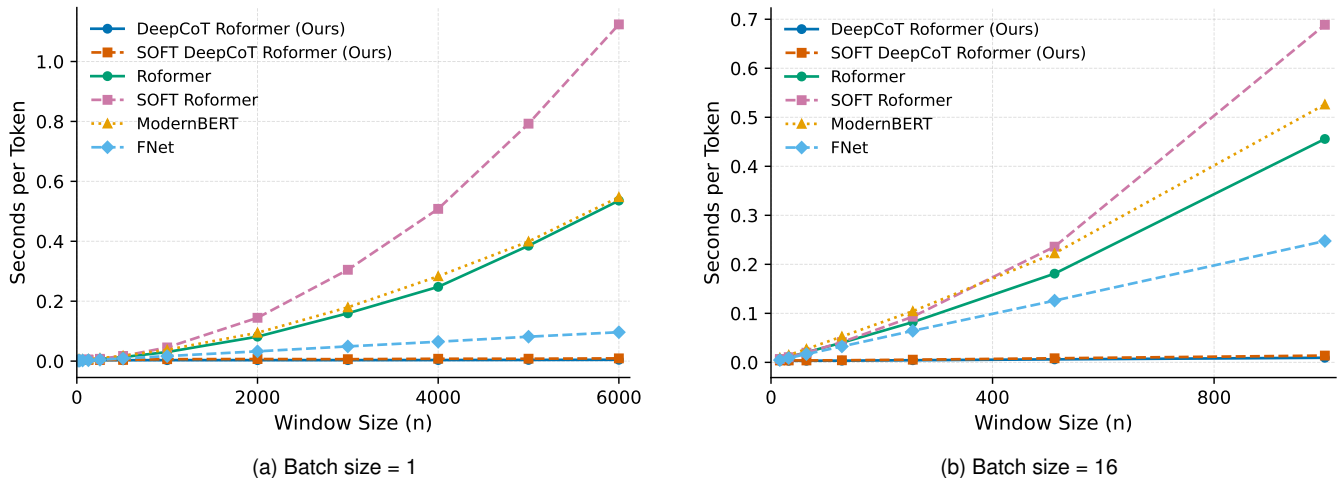 DeepCoT Roformer (Ours)
SOFT DeepCoT Roformer (Ours)
Roformer
SOFT Roformer
ModernBERT
FNet
Seconds per Token
1.0
0.8
0.6
0.4
0.2
0.0
0
2000
4000
6000
Window Size (n)
(a) Batch size = 1
DeepCoT Roformer (Ours)
SOFT DeepCoT Roformer (Ours)
Roformer
SOFT Roformer
ModernBERT
FNet
Seconds per Token
0.7
0.6
0.5
0.4
0.3
0.2
0.1
0.0
0
400
800
Window Size (n)
(b) Batch size = 16